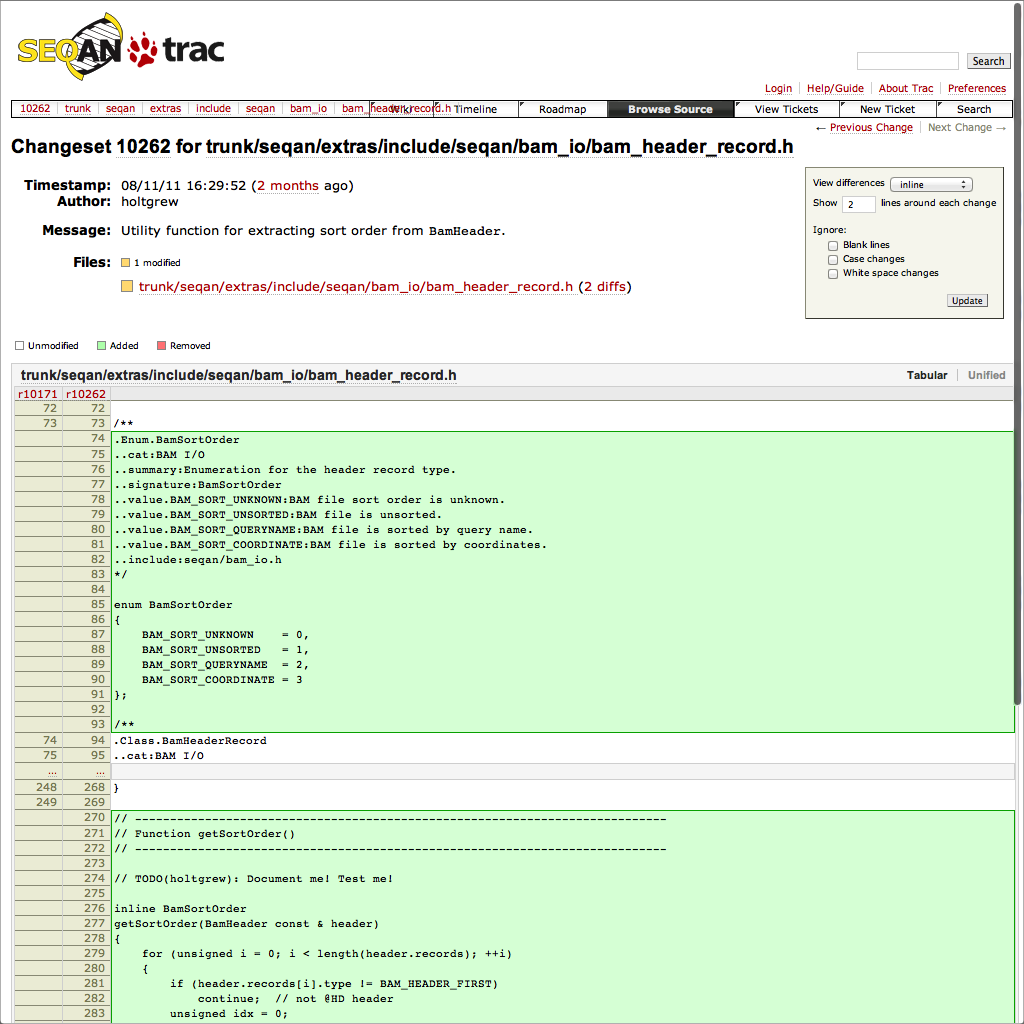 SEQAN trac
Search
Login Help/Guide About Trac Preferences
10262 trunk seqan extras include seqan bam_io bam_header_record.h Wiki Timeline Roadmap Browse Source View Tickets New Ticket Search
← Previous Change Next Change →
Changeset 10262 for trunk/seqan/extras/include/seqan/bam_io/bam_header_record.h
Timestamp: 08/11/11 16:29:52 (2 months ago)
Author: holtgrew
Message: Utility function for extracting sort order from BamHeader.
Files: 1 modified
trunk/seqan/extras/include/seqan/bam_io/bam_header_record.h (2 diffs)
View differences inline
Show 2 lines around each change
Ignore:
Blank lines
Case changes
White space changes
Update
Unmodified Added Removed
trunk/seqan/extras/include/seqan/bam_io/bam_header_record.h Tabular Unified
r10171 r10262
72 72
73 73 /**
74 .Enum.BamSortOrder
75 ..cat:BAM I/O
76 ..summary:Enumeration for the header record type.
77 ..signature:BamSortOrder
78 ..value.BAM_SORT_UNKNOWN:BAM file sort order is unknown.
79 ..value.BAM_SORT_UNSORTED:BAM file is unsorted.
80 ..value.BAM_SORT_QUERYNAME:BAM file is sorted by query name.
81 ..value.BAM_SORT_COORDINATE:BAM file is sorted by coordinates.
82 ..include:seqan/bam_io.h
83 */
84
85 enum BamSortOrder
86 {
87 BAM_SORT_UNKNOWN = 0,
88 BAM_SORT_UNSORTED = 1,
89 BAM_SORT_QUERYNAME = 2,
90 BAM_SORT_COORDINATE = 3
91 };
92
93 /**
74 94 .Class.BamHeaderRecord
75 95 ..cat:BAM I/O
… …
248 268 }
249 269
270 // ----------------------------------------------------------------------------
271 // Function getSortOrder()
272 // ----------------------------------------------------------------------------
273
274 // TODO(holtgrew): Document me! Test me!
275
276 inline BamSortOrder
277 getSortOrder(BamHeader const & header)
278 {
279 for (unsigned i = 0; i < length(header.records); ++i)
280 {
281 if (header.records[i].type != BAM_HEADER_FIRST)
282 continue; // not @HD header
283 unsigned idx = 0;